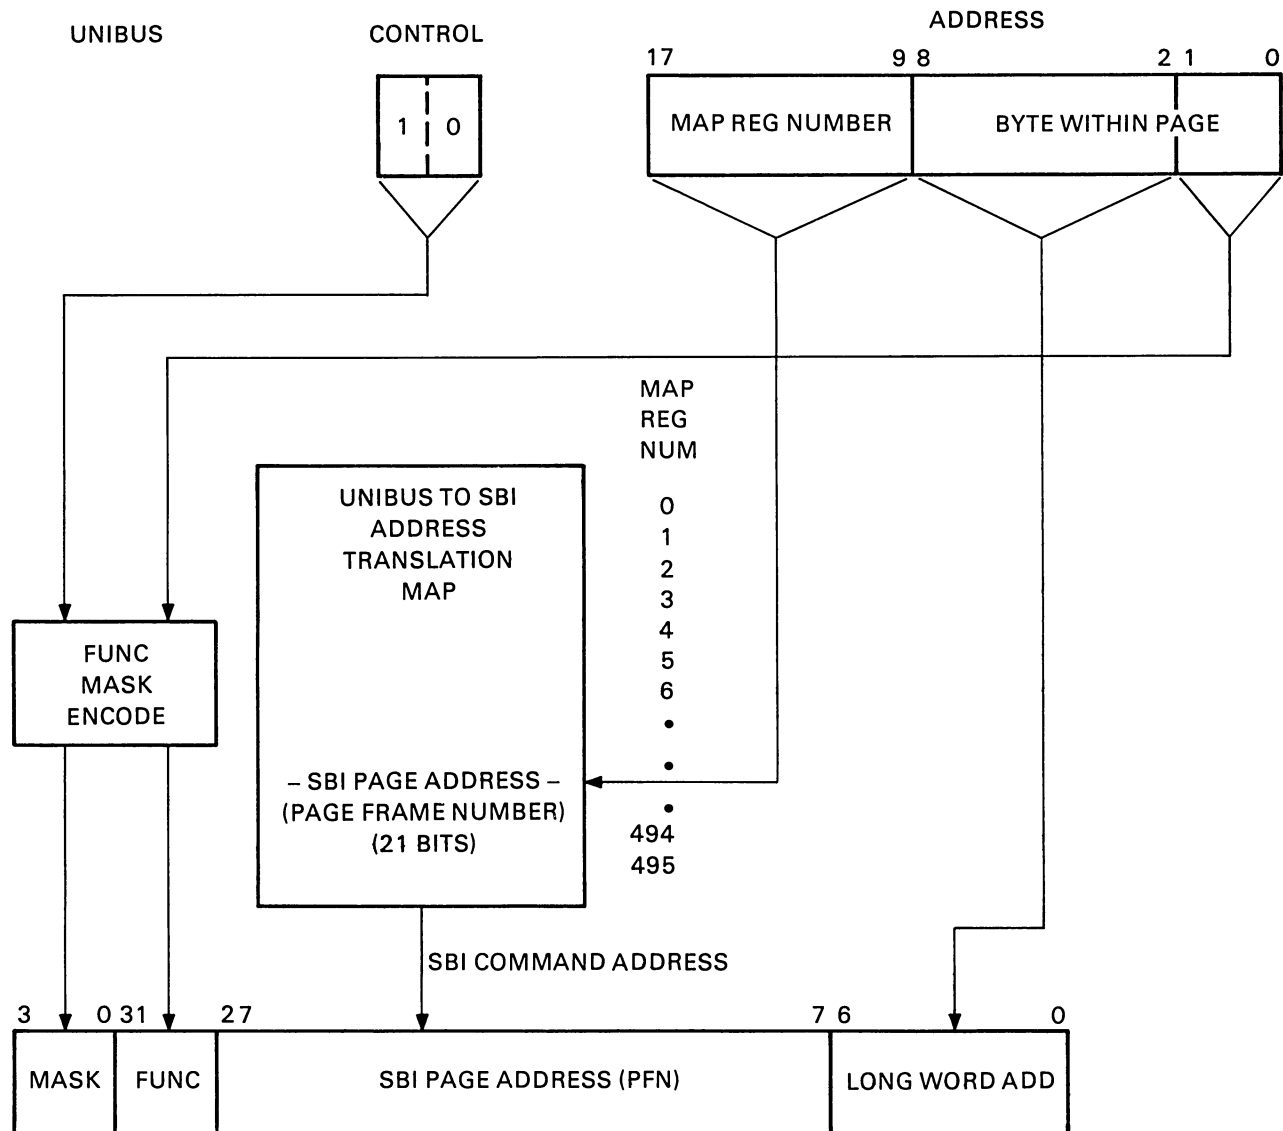 UNIBUS
CONTROL
ADDRESS
17 9 8 2 1 0
1 0
MAP REG NUMBER
BYTE WITHIN PAGE
MAP
REG
NUM
UNIBUS TO SBI
ADDRESS
TRANSLATION
MAP
0
1
2
3
4
5
6
•
•
•
494
495
FUNC
MASK
ENCODE
– SBI PAGE ADDRESS –
(PAGE FRAME NUMBER)
(21 BITS)
SBI COMMAND ADDRESS
3 0 31 27 7 6 0
MASK
FUNC
SBI PAGE ADDRESS (PFN)
LONG WORD ADD